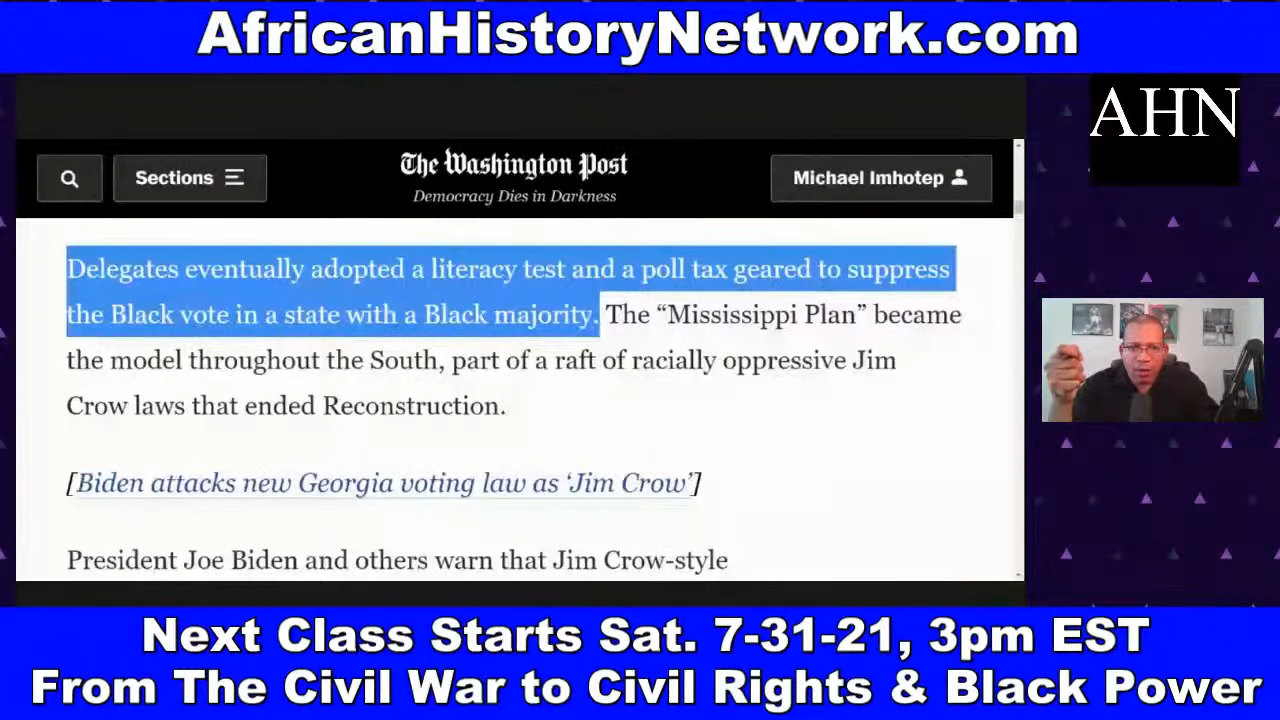 AfricanHistoryNetwork.com
AHN
Sections
The Washington Post
Democracy Dies in Darkness
Michael Imhotep
Delegates eventually adopted a literacy test and a poll tax geared to suppress
the Black vote in a state with a Black majority. The “Mississippi Plan” became
the model throughout the South, part of a raft of racially oppressive Jim
Crow laws that ended Reconstruction.
[Biden attacks new Georgia voting law as ‘Jim Crow’]
President Joe Biden and others warn that Jim Crow-style
Next Class Starts Sat. 7-31-21, 3pm EST
From The Civil War to Civil Rights & Black Power